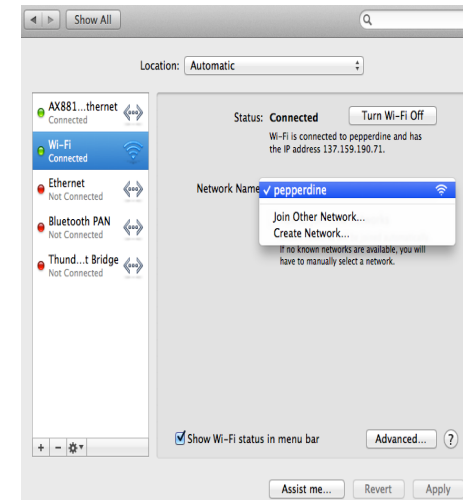 Show All
Location: Automatic
AX881...thernet
Connected
Wi-Fi
Connected
Ethernet
Not Connected
Bluetooth PAN
Not Connected
Thund...t Bridge
Not Connected
Status: Connected
Turn Wi-Fi Off
Wi-Fi is connected to pepperdine and has
the IP address 137.159.190.71.
Network Name
✓ pepperdine
Join Other Network...
Create Network...
If no known networks are available, you will
have to manually select a network.
Show Wi-Fi status in menu bar
Advanced...
?
Assist me...
Revert
Apply